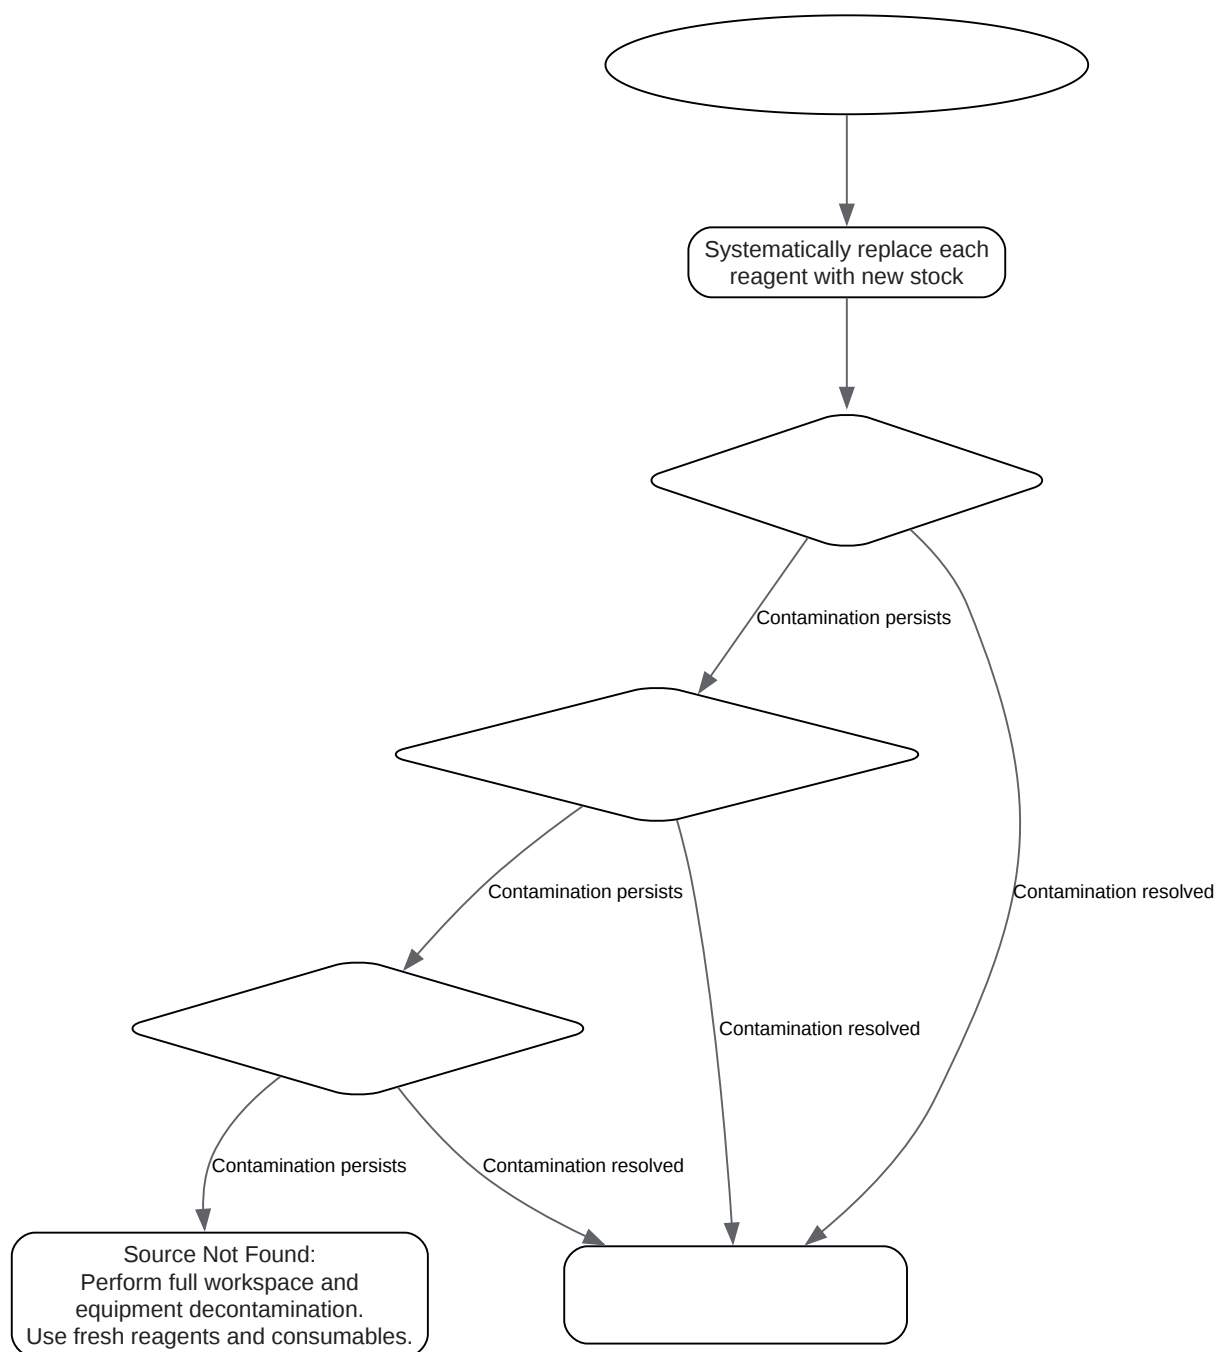 Systematically replace each
reagent with new stock
Contamination persists
Contamination persists
Contamination resolved
Contamination resolved
Contamination persists
Contamination resolved
Source Not Found:
Perform full workspace and
equipment decontamination.
Use fresh reagents and consumables.